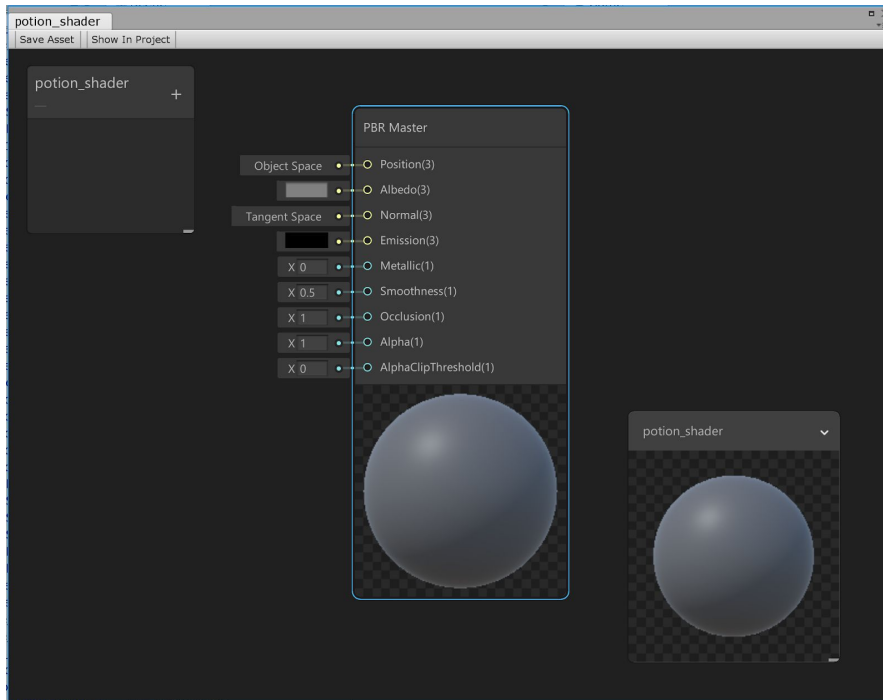 potion_shader
Save Asset Show In Project
potion_shader
PBR Master
Object Space Position(3)
Albedo(3)
Tangent Space Normal(3)
Emission(3)
X 0 Metallic(1)
X 0.5 Smoothness(1)
X 1 Occlusion(1)
X 1 Alpha(1)
X 0 AlphaClipThreshold(1)
potion_shader